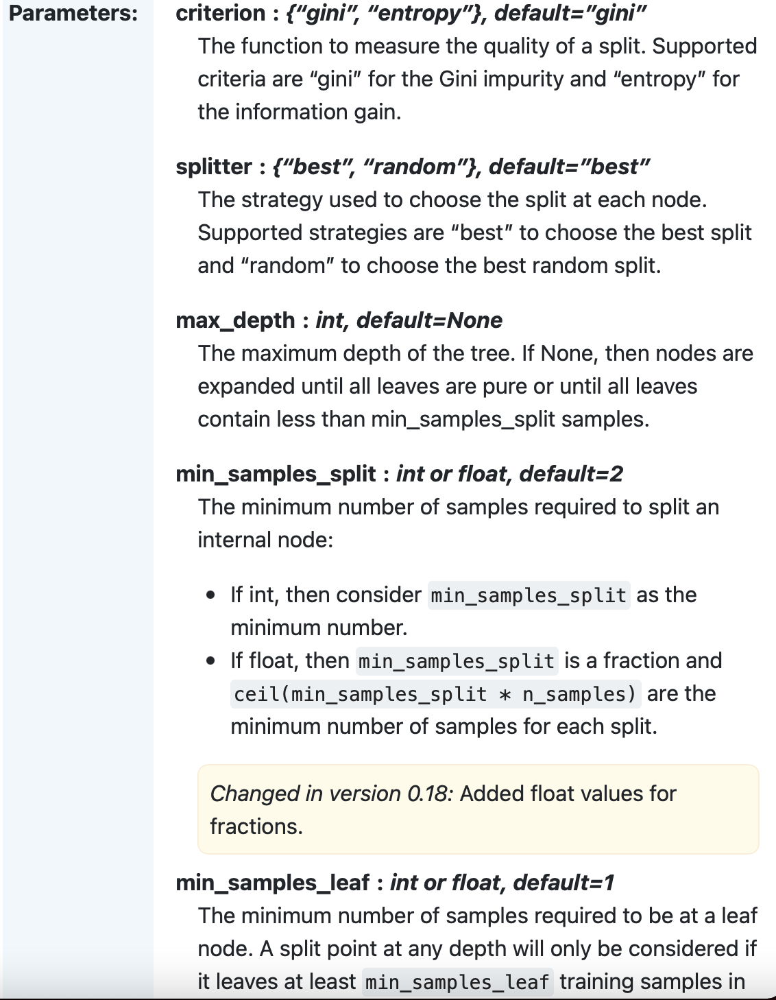 Parameters:
criterion : {“gini”, “entropy”}, default=”gini”
The function to measure the quality of a split. Supported
criteria are “gini” for the Gini impurity and “entropy” for
the information gain.
splitter : {“best”, “random”}, default=”best”
The strategy used to choose the split at each node.
Supported strategies are “best” to choose the best split
and “random” to choose the best random split.
max_depth : int, default=None
The maximum depth of the tree. If None, then nodes are
expanded until all leaves are pure or until all leaves
contain less than min_samples_split samples.
min_samples_split : int or float, default=2
The minimum number of samples required to split an
internal node:
• If int, then consider min_samples_split as the
minimum number.
• If float, then min_samples_split is a fraction and
ceil(min_samples_split * n_samples) are the
minimum number of samples for each split.
Changed in version 0.18: Added float values for
fractions.
min_samples_leaf : int or float, default=1
The minimum number of samples required to be at a leaf
node. A split point at any depth will only be considered if
it leaves at least min_samples_leaf training samples in